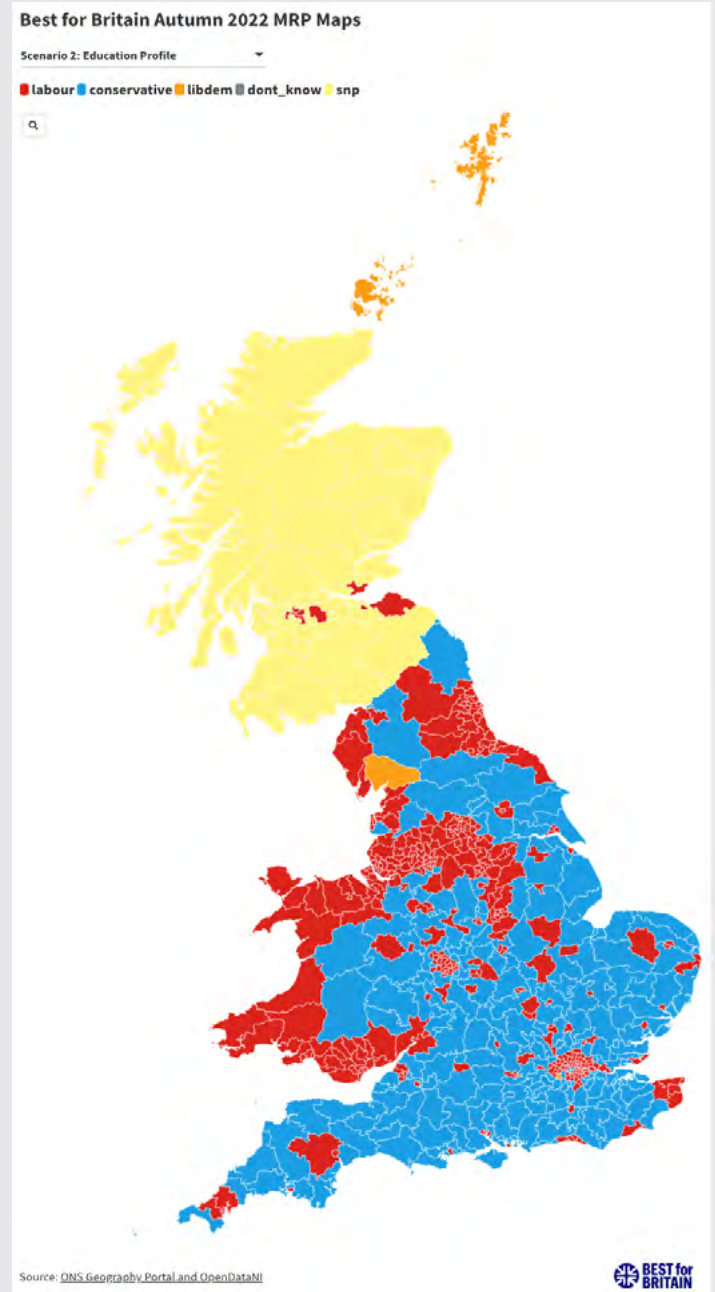 Best for Britain Autumn 2022 MRP Maps
Scenario 2: Education Profile
labour conservative libdem dont_know snp
Source: ONS Geography Portal and OpenDataNI
BEST for
BRITAIN